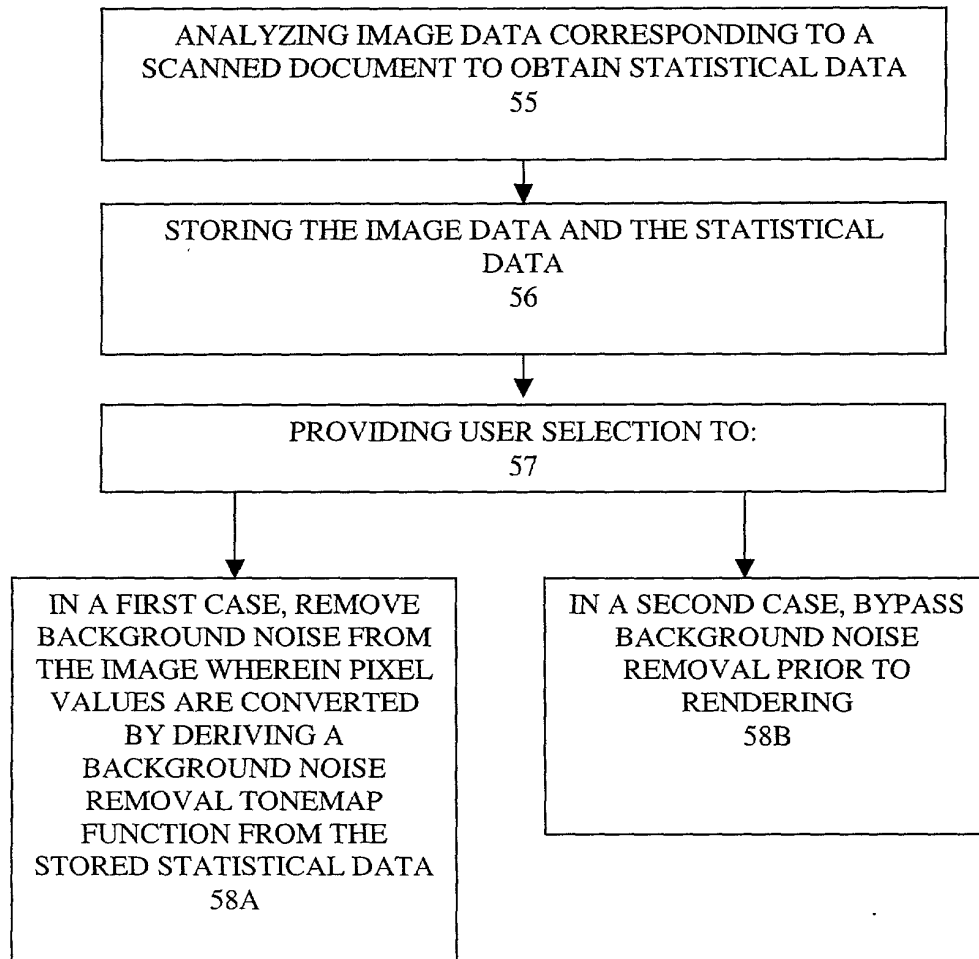 ANALYZING IMAGE DATA CORRESPONDING TO A
SCANNED DOCUMENT TO OBTAIN STATISTICAL DATA
55
STORING THE IMAGE DATA AND THE STATISTICAL
DATA
56
PROVIDING USER SELECTION TO:
57
IN A FIRST CASE, REMOVE
BACKGROUND NOISE FROM
THE IMAGE WHEREIN PIXEL
VALUES ARE CONVERTED
BY DERIVING A
BACKGROUND NOISE
REMOVAL TONEMAP
FUNCTION FROM THE
STORED STATISTICAL DATA
58A
IN A SECOND CASE, BYPASS
BACKGROUND NOISE
REMOVAL PRIOR TO
RENDERING
58B